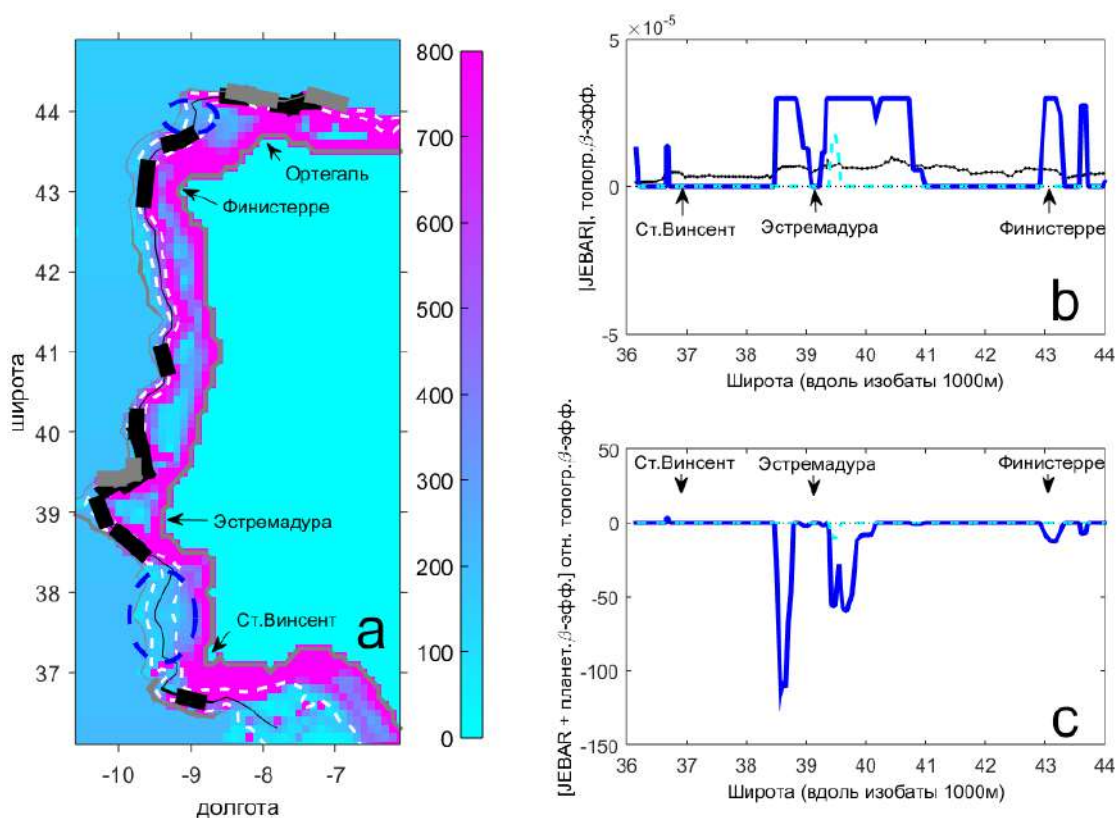 800
700
600
500
400
300
200
100
0
44
43
42
41
40
39
38
37
-10
-9
-8
-7
широта
долгота
Ортегаль
Финистерре
Эстремадура
Ст.Винсент
a
×10⁻⁵
5
0
-5
36 37 38 39 40 41 42 43 44
|JEBAR|, топогр.β-эфф.
Ст.Винсент
Эстремадура
Финистерре
b
Широта (вдоль изобаты 1000м)
50
0
-50
-100
-150
36 37 38 39 40 41 42 43 44
[JEBAR + планет.β-эфф.] отн. топогр.β-эфф.
Ст.Винсент
Эстремадура
Финистерре
c
Широта (вдоль изобаты 1000м)